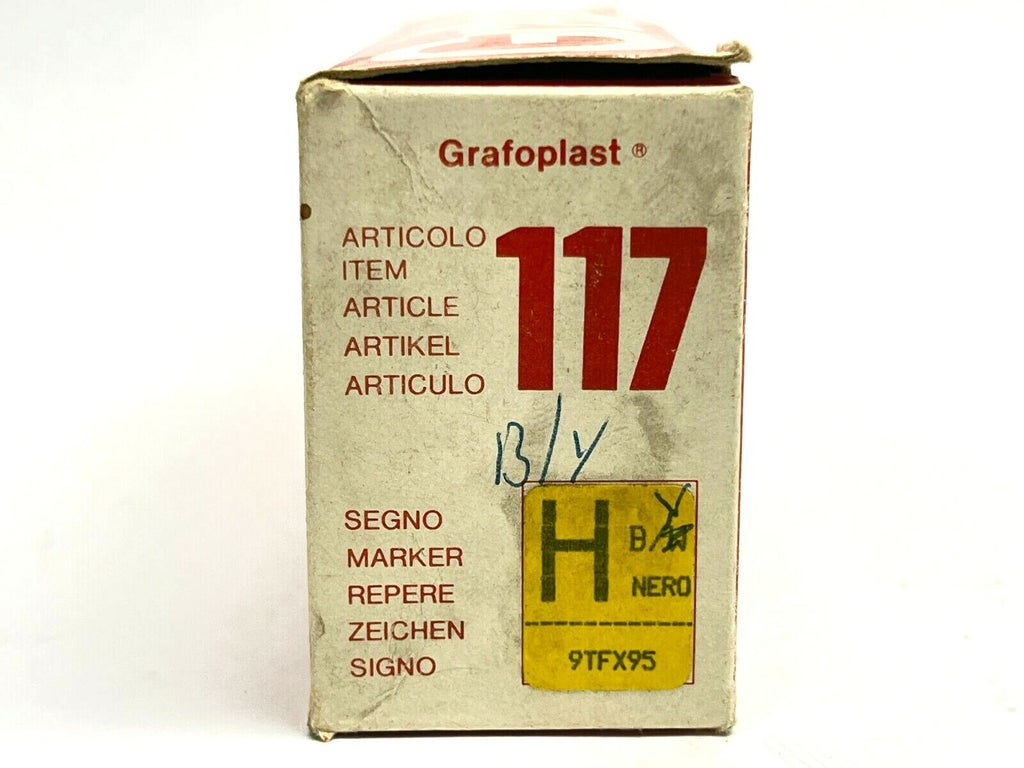 Grafoplast ®
ARTICOLO
ITEM
ARTICLE
ARTIKEL
ARTICULO
117
B/Y
SEGNO
MARKER
REPERE
ZEICHEN
SIGNO
H
B/W Y
NERO
9TFX95